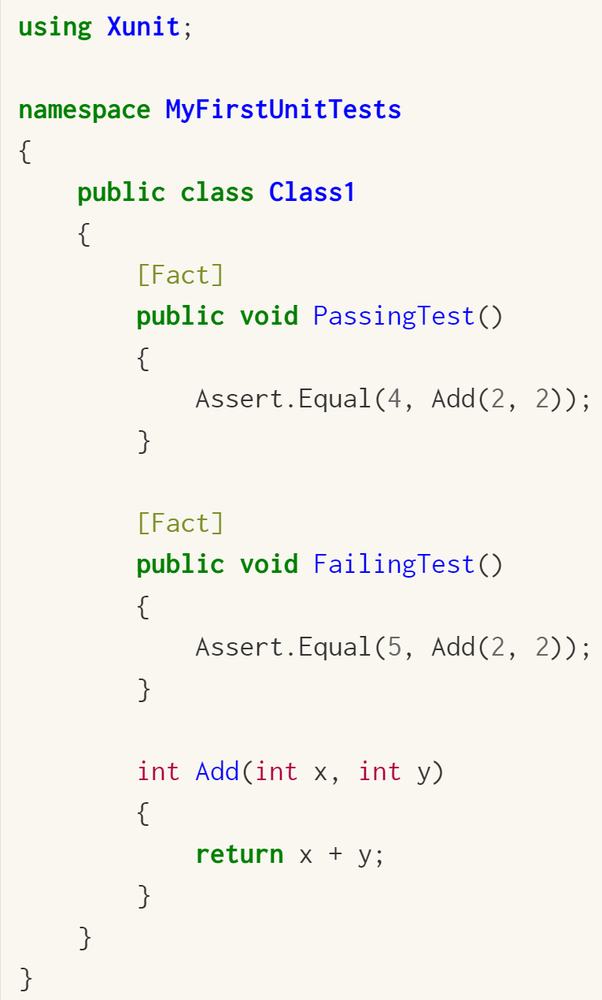 using Xunit;
namespace MyFirstUnitTests
{
    public class Class1
    {
        [Fact]
        public void PassingTest()
        {
            Assert.Equal(4, Add(2, 2));
        }
        [Fact]
        public void FailingTest()
        {
            Assert.Equal(5, Add(2, 2));
        }
        int Add(int x, int y)
        {
            return x + y;
        }
    }
}